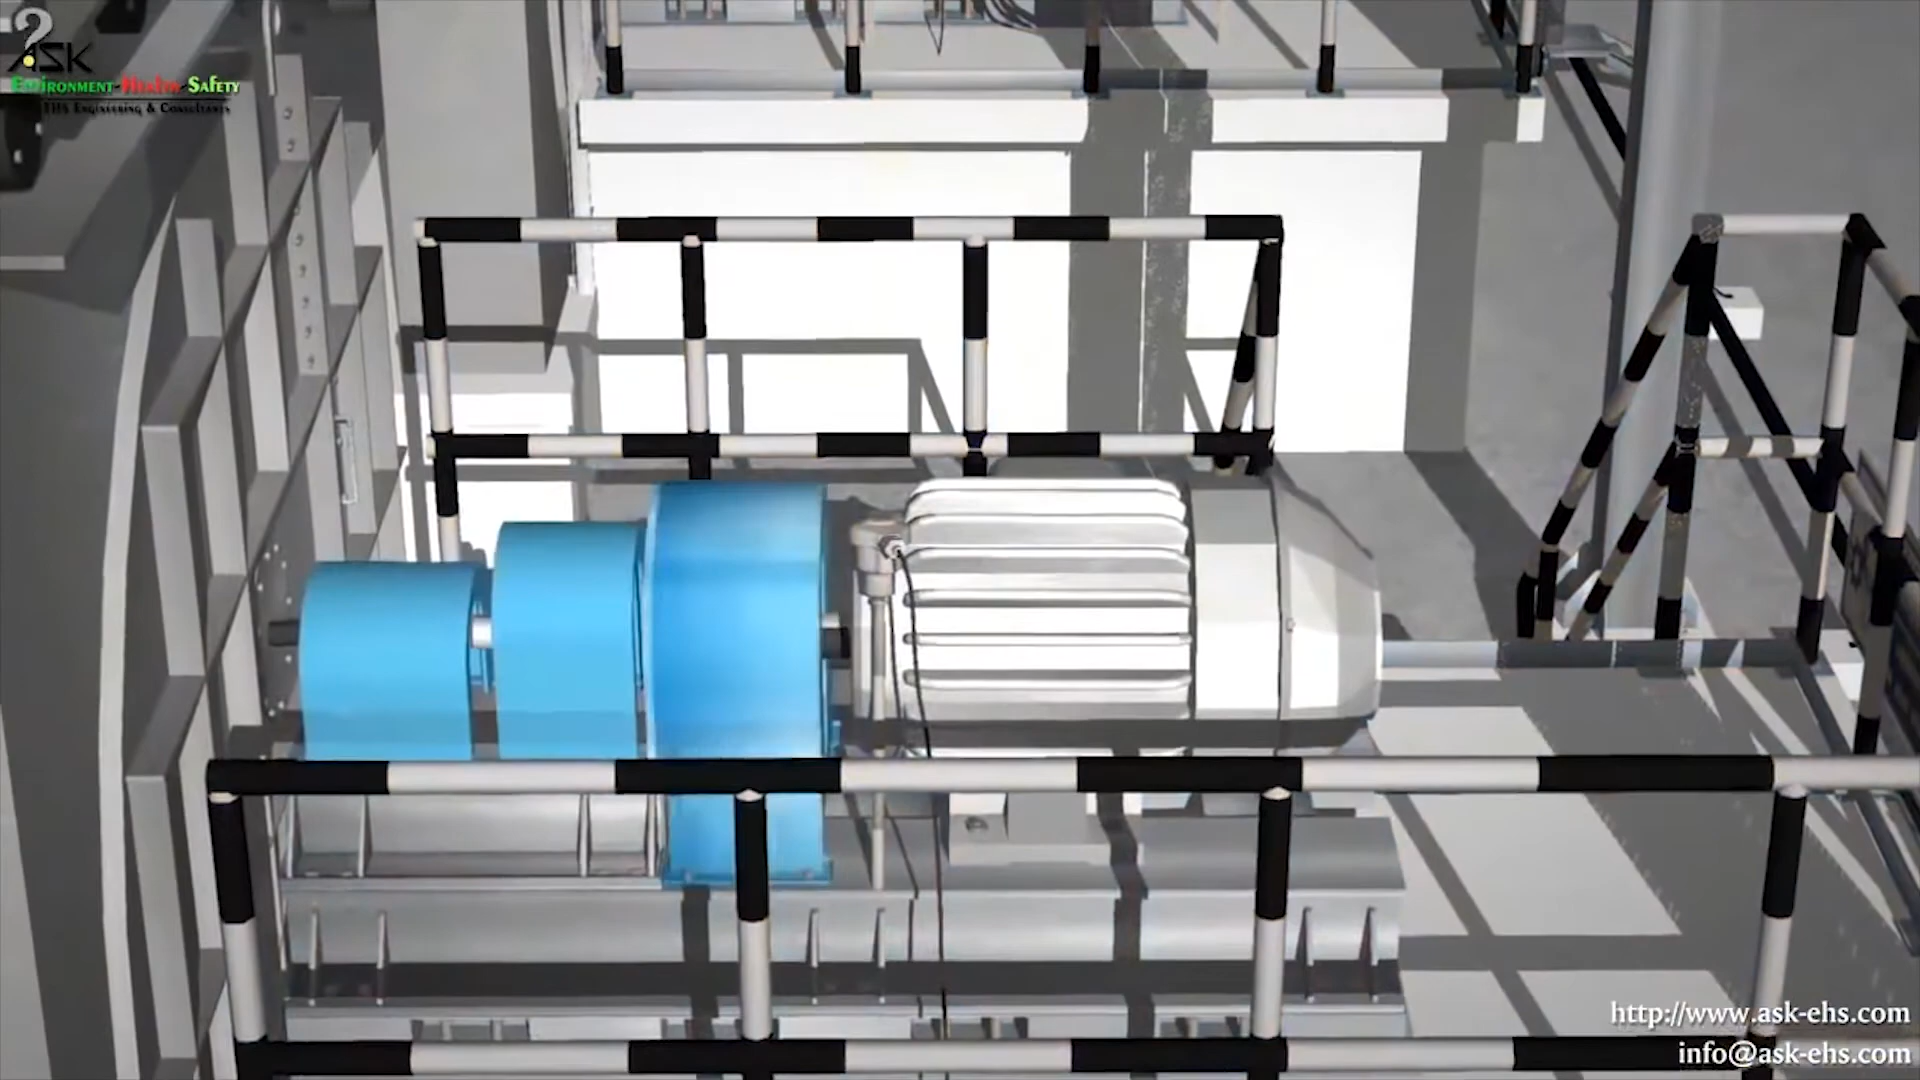 ?
ASK
Environment Health Safety
EHS Engineering & Consultants
http://www.ask-ehs.com
info@ask-ehs.com